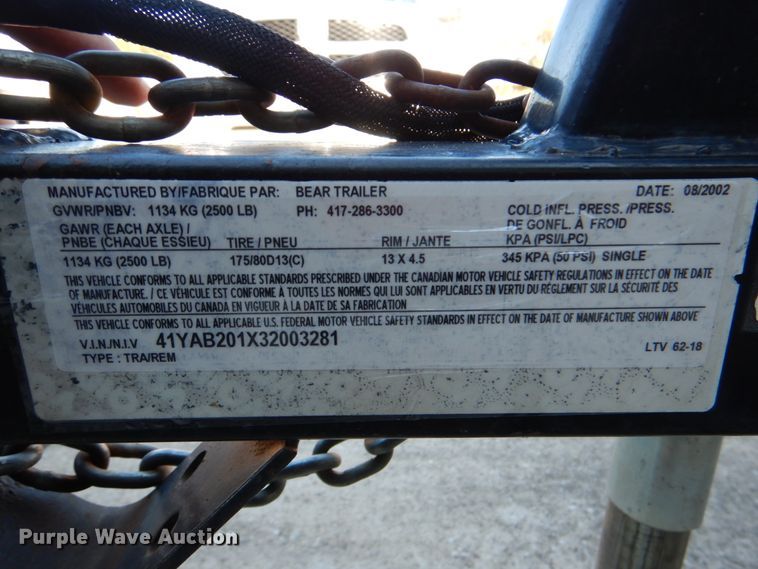 MANUFACTURED BY/FABRIQUE PAR: BEAR TRAILER DATE: 08/2002
GVWR/PNBV: 1134 KG (2500 LB) PH: 417-286-3300 COLD INFL. PRESS. /PRESS.
GAWR (EACH AXLE) / DE GONFL. À FROID
PNBE (CHAQUE ESSIEU) TIRE / PNEU RIM / JANTE KPA (PSI/LPC)
1134 KG (2500 LB) 175/80D13(C) 13 X 4.5 345 KPA (50 PSI) SINGLE
THIS VEHICLE CONFORMS TO ALL APPLICABLE STANDARDS PRESCRIBED UNDER THE CANADIAN MOTOR VEHICLE SAFETY REGULATIONS IN EFFECT ON THE DATE
OF MANUFACTURE. / CE VÉHICULE EST CONFORME À TOUTES LES NORMES QUI LUI SONT APPLICABLES EN VERTU DU RÈGLEMENT SUR LA SÉCURITÉ DES
VÉHICULES AUTOMOBILES DU CANADA EN VIGUEUR À LA DATE DE SA FABRICATION
THIS VEHICLE CONFORMS TO ALL APPLICABLE U.S. FEDERAL MOTOR VEHICLE SAFETY STANDARDS IN EFFECT ON THE DATE OF MANUFACTURE SHOWN ABOVE
V.I.N./N.I.V 41YAB201X32003281
TYPE : TRA/REM LTV 62-18
Purple Wave Auction